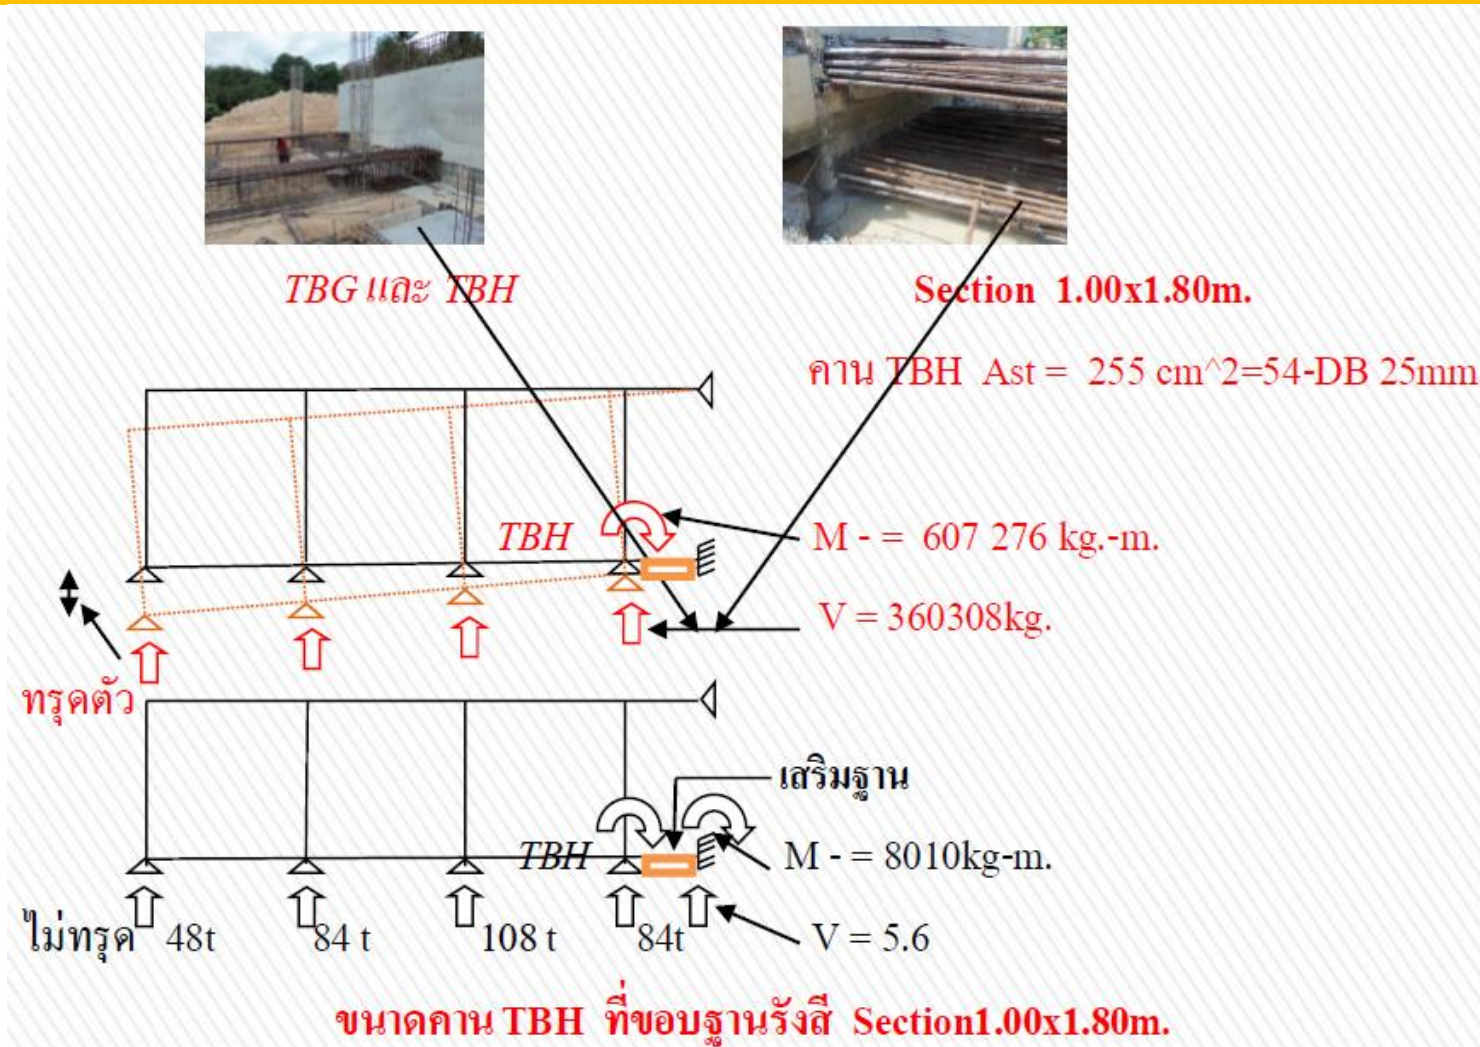 TBG และ TBH
Section 1.00x1.80m.
คาน TBH Ast = 255 cm^2=54-DB 25mm
TBH
M - = 607 276 kg.-m.
V = 360308kg.
ทรุดตัว
เสริมฐาน
TBH
M - = 8010kg-m.
ไม่ทรุด 48t 84 t 108 t 84t V = 5.6
ขนาดคาน TBH ที่ขอบฐานรังสี Section1.00x1.80m.